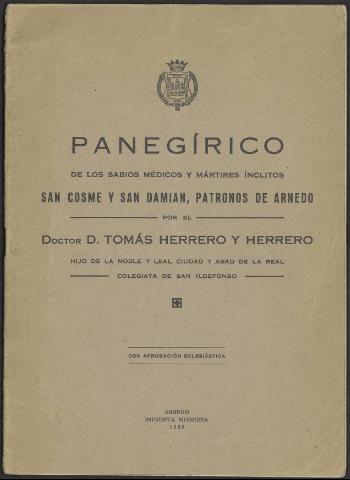 PANEGÍRICO
DE LOS SABIOS MÉDICOS Y MÁRTIRES ÍNCLITOS
SAN COSME Y SAN DAMIAN, PATRONOS DE ARNEDO
POR EL
DOCTOR D. TOMÁS HERRERO Y HERRERO
HIJO DE LA NOBLE Y LEAL CIUDAD Y ABAD DE LA REAL
COLEGIATA DE SAN ILDEFONSO
CON APROBACIÓN ECLESIÁSTICA
ARNEDO
IMPRENTA MODERNA